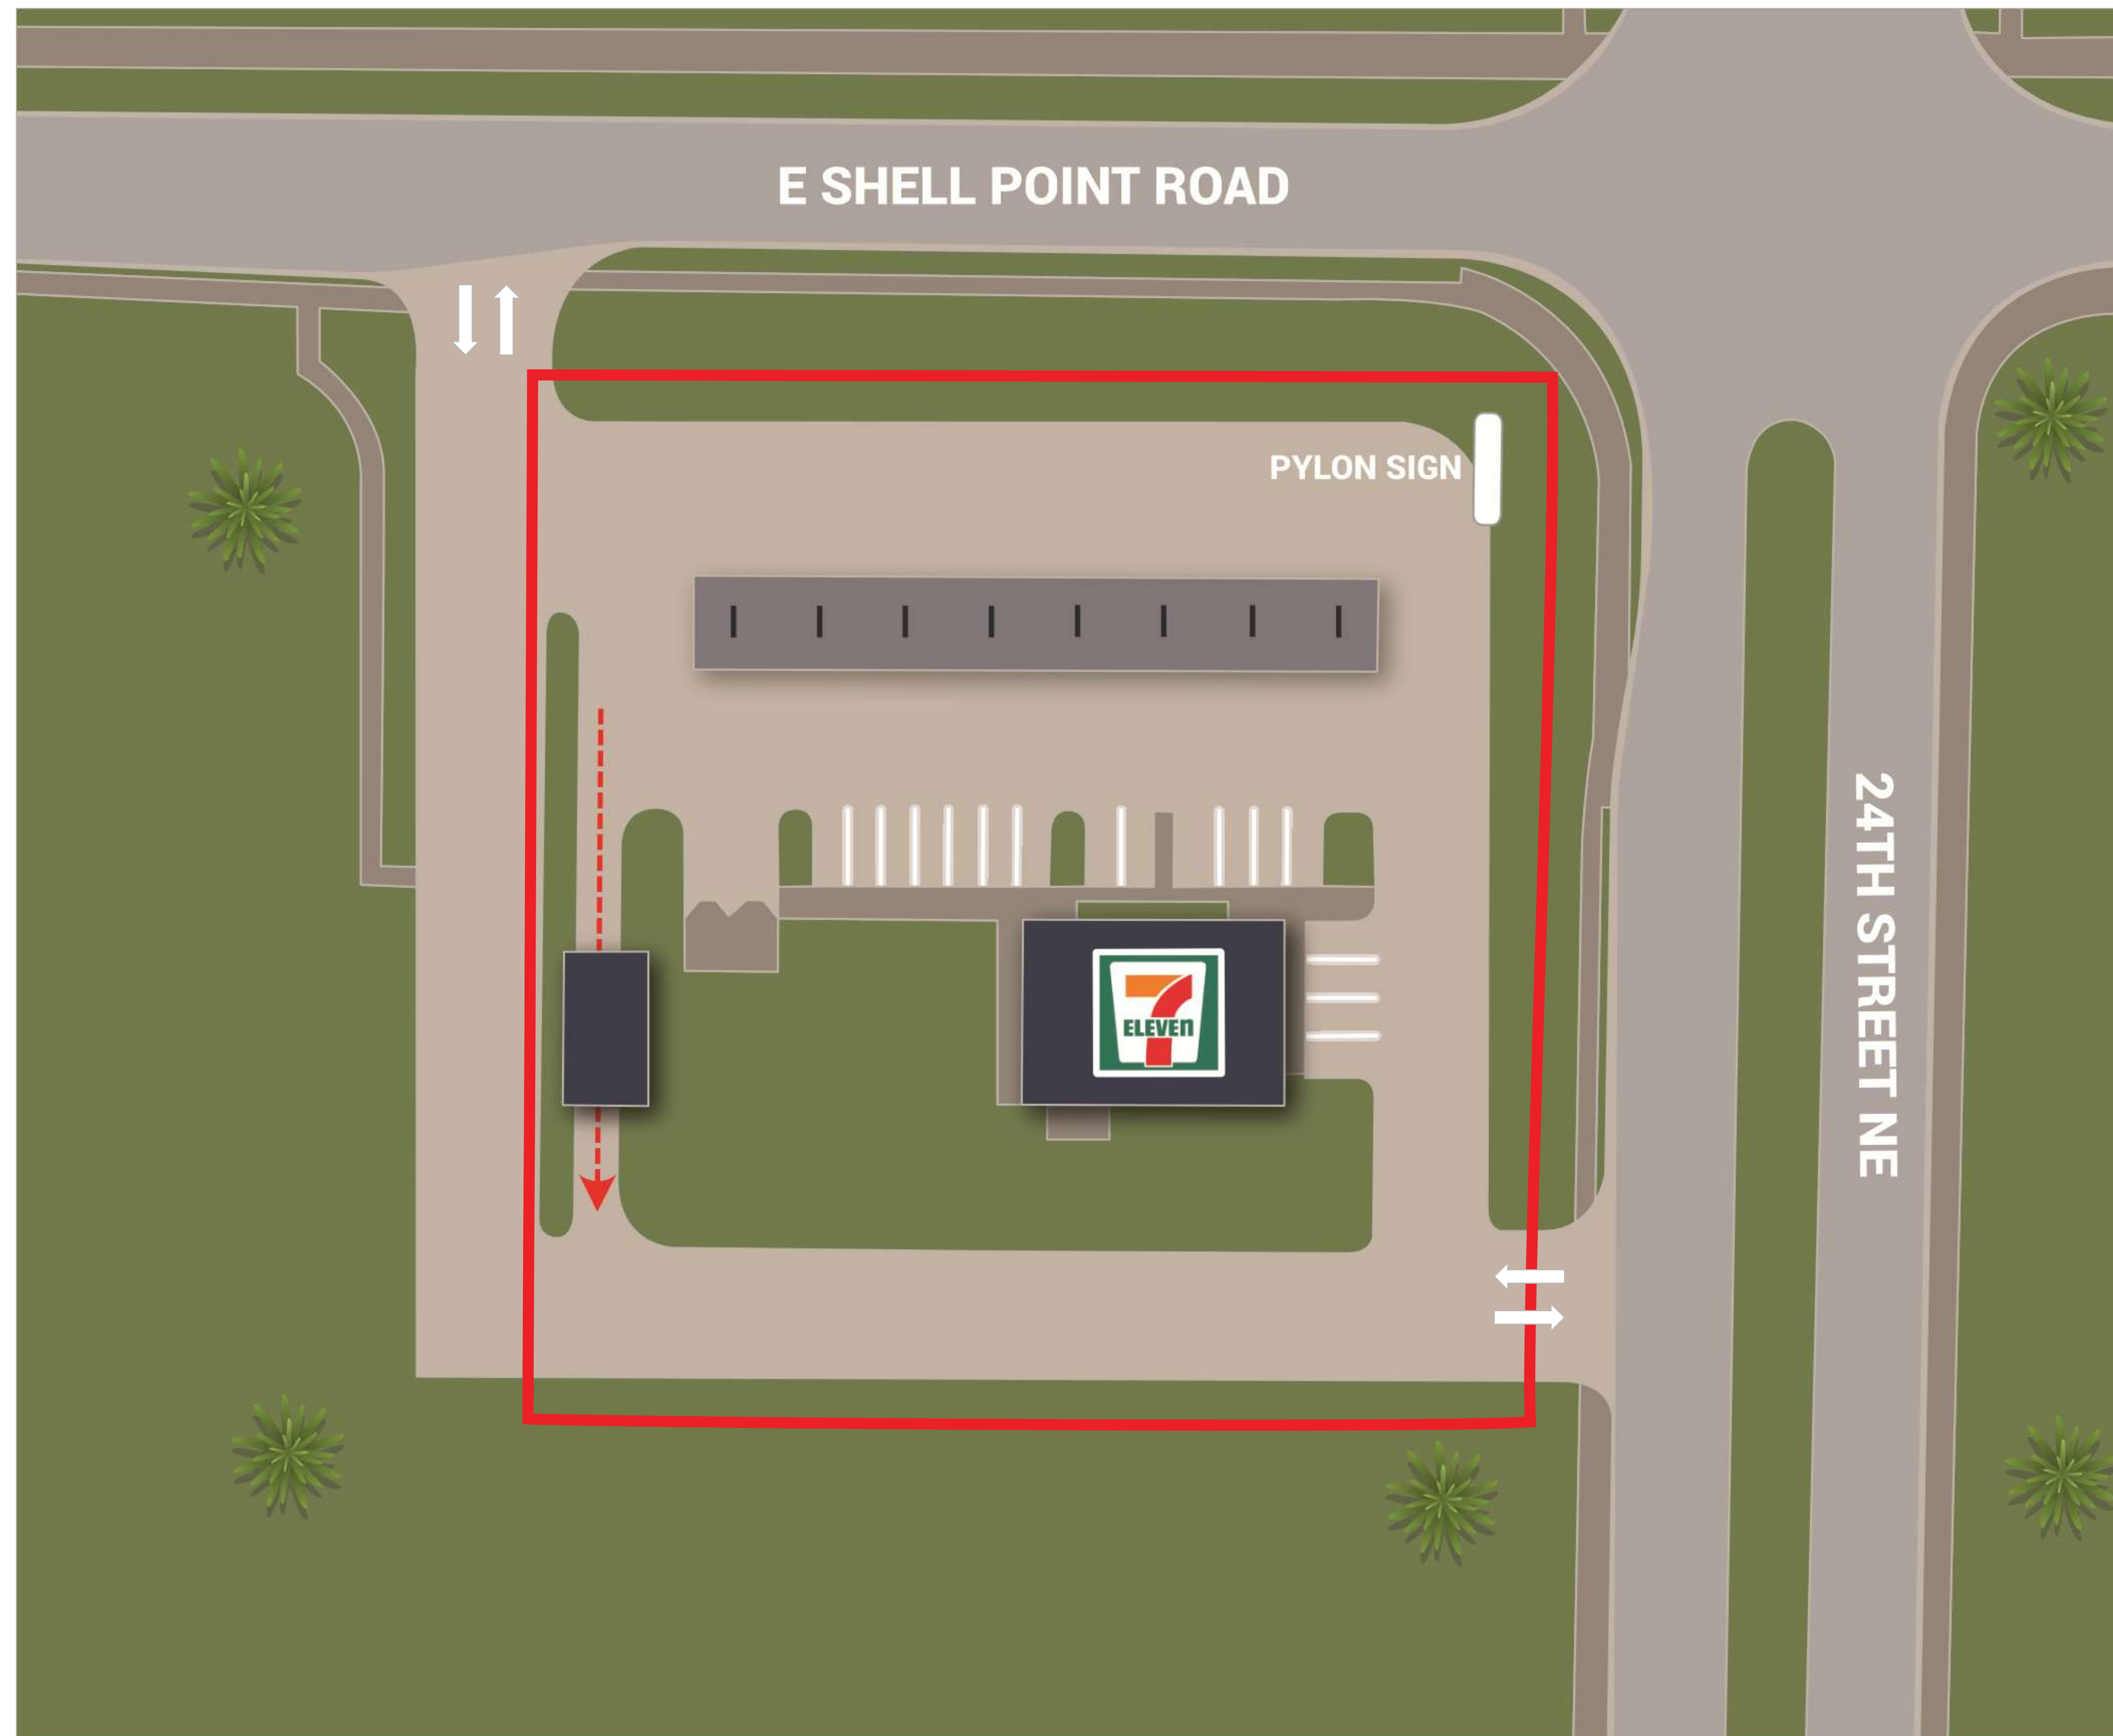 E SHELL POINT ROAD
PYLON SIGN
24TH STREET NE
7
ELEVEn